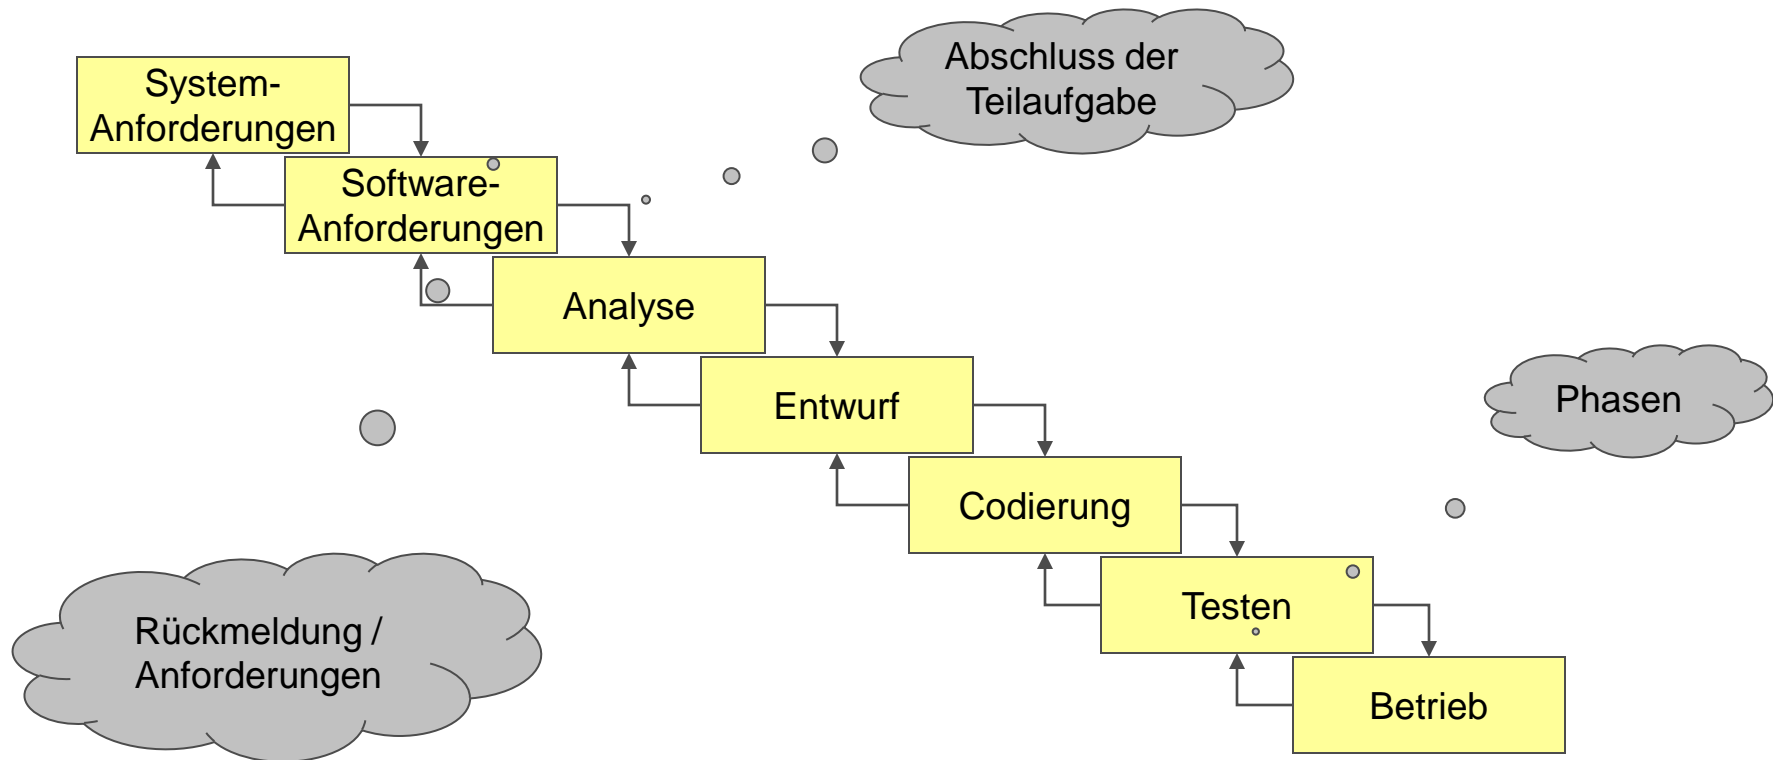 Abschluss der
Teilaufgabe
System-
Anforderungen
Software-
Anforderungen
Analyse
Entwurf
Phasen
Codierung
Testen
Rückmeldung /
Anforderungen
Betrieb